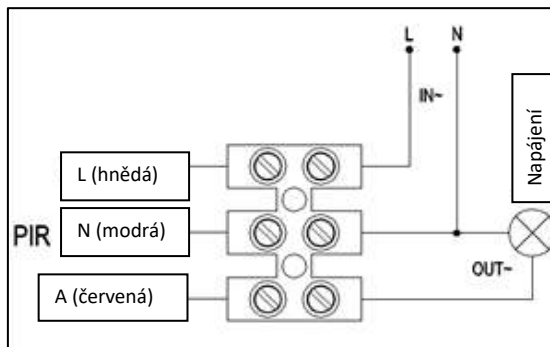 L N
IN~
Napájení
L (hnědá)
PIR N (modrá)
OUT~
A (červená)